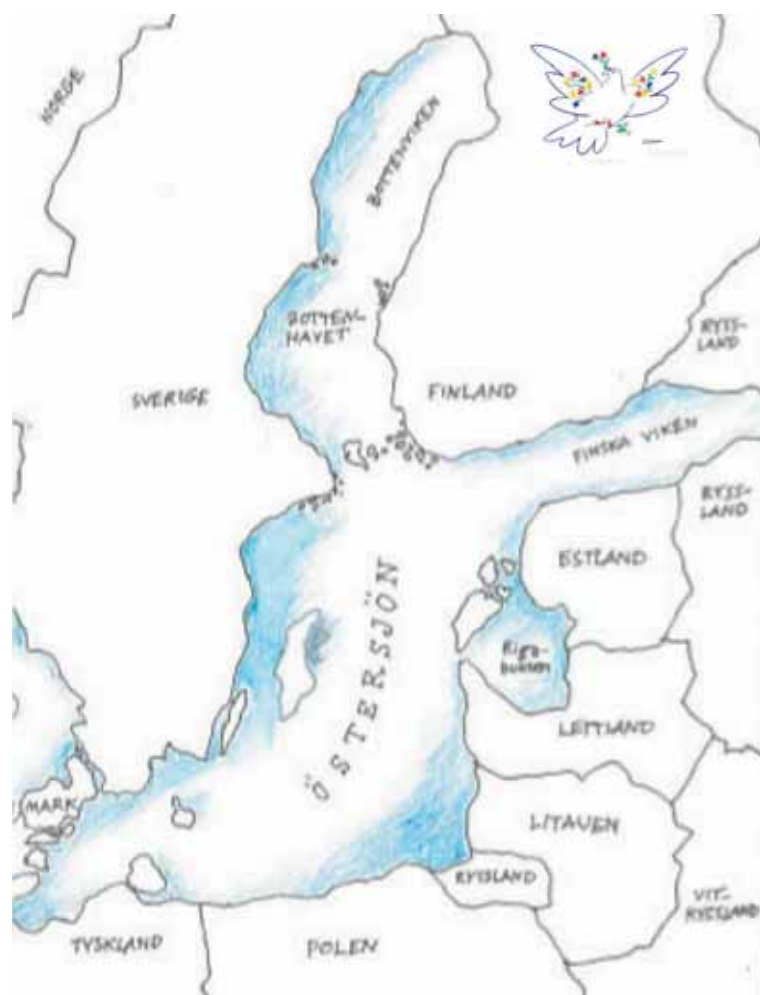 NORGE
BOTTENVIKEN
BOTTEN-
HAVET
RYSS-
LAND
SVERIGE
FINLAND
FINSKA VIKEN
RYSS-
LAND
ESTLAND
ÖSTERSJÖN
Riga-
bukten
LETTLAND
MARK
LITAUEN
RYSSLAND
VIT-
RYSSLAND
TYSKLAND
POLEN